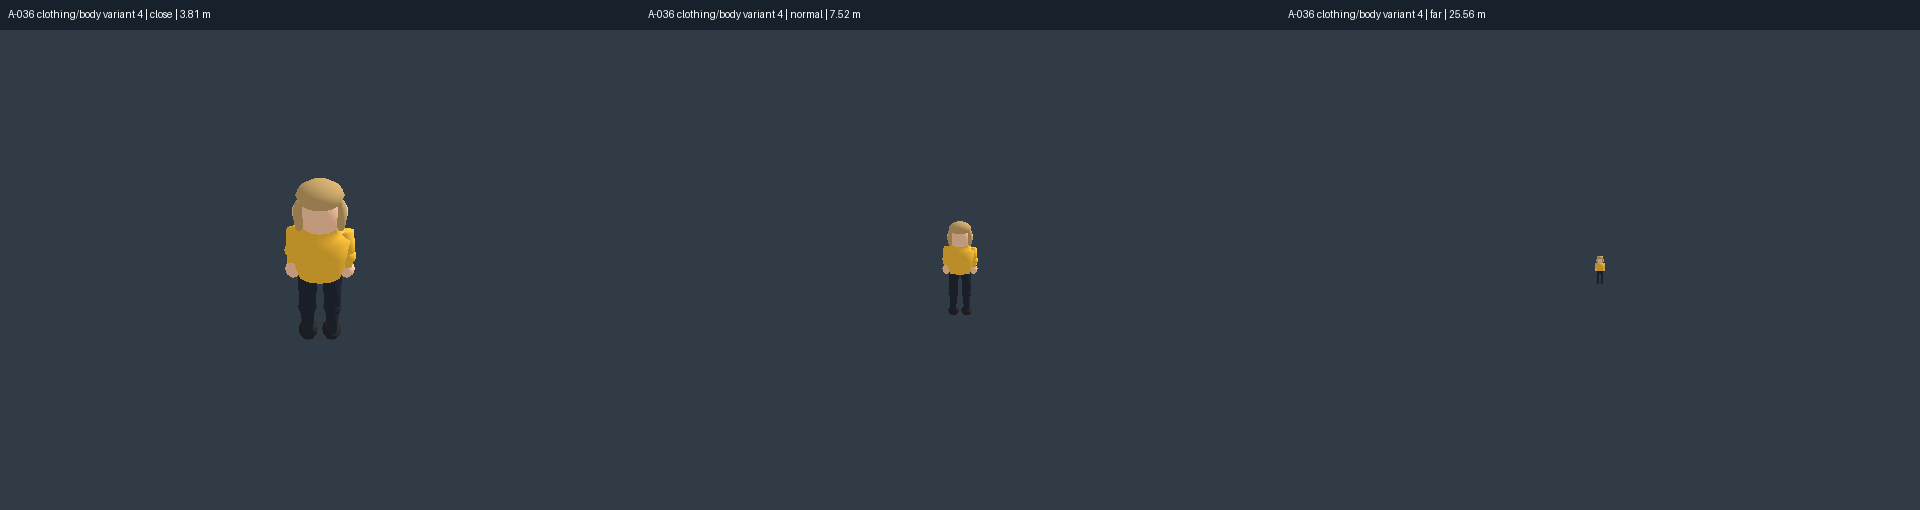 A-036 clothing/body variant 4 | close | 3.81 m
A-036 clothing/body variant 4 | normal | 7.52 m
A-036 clothing/body variant 4 | far | 25.56 m